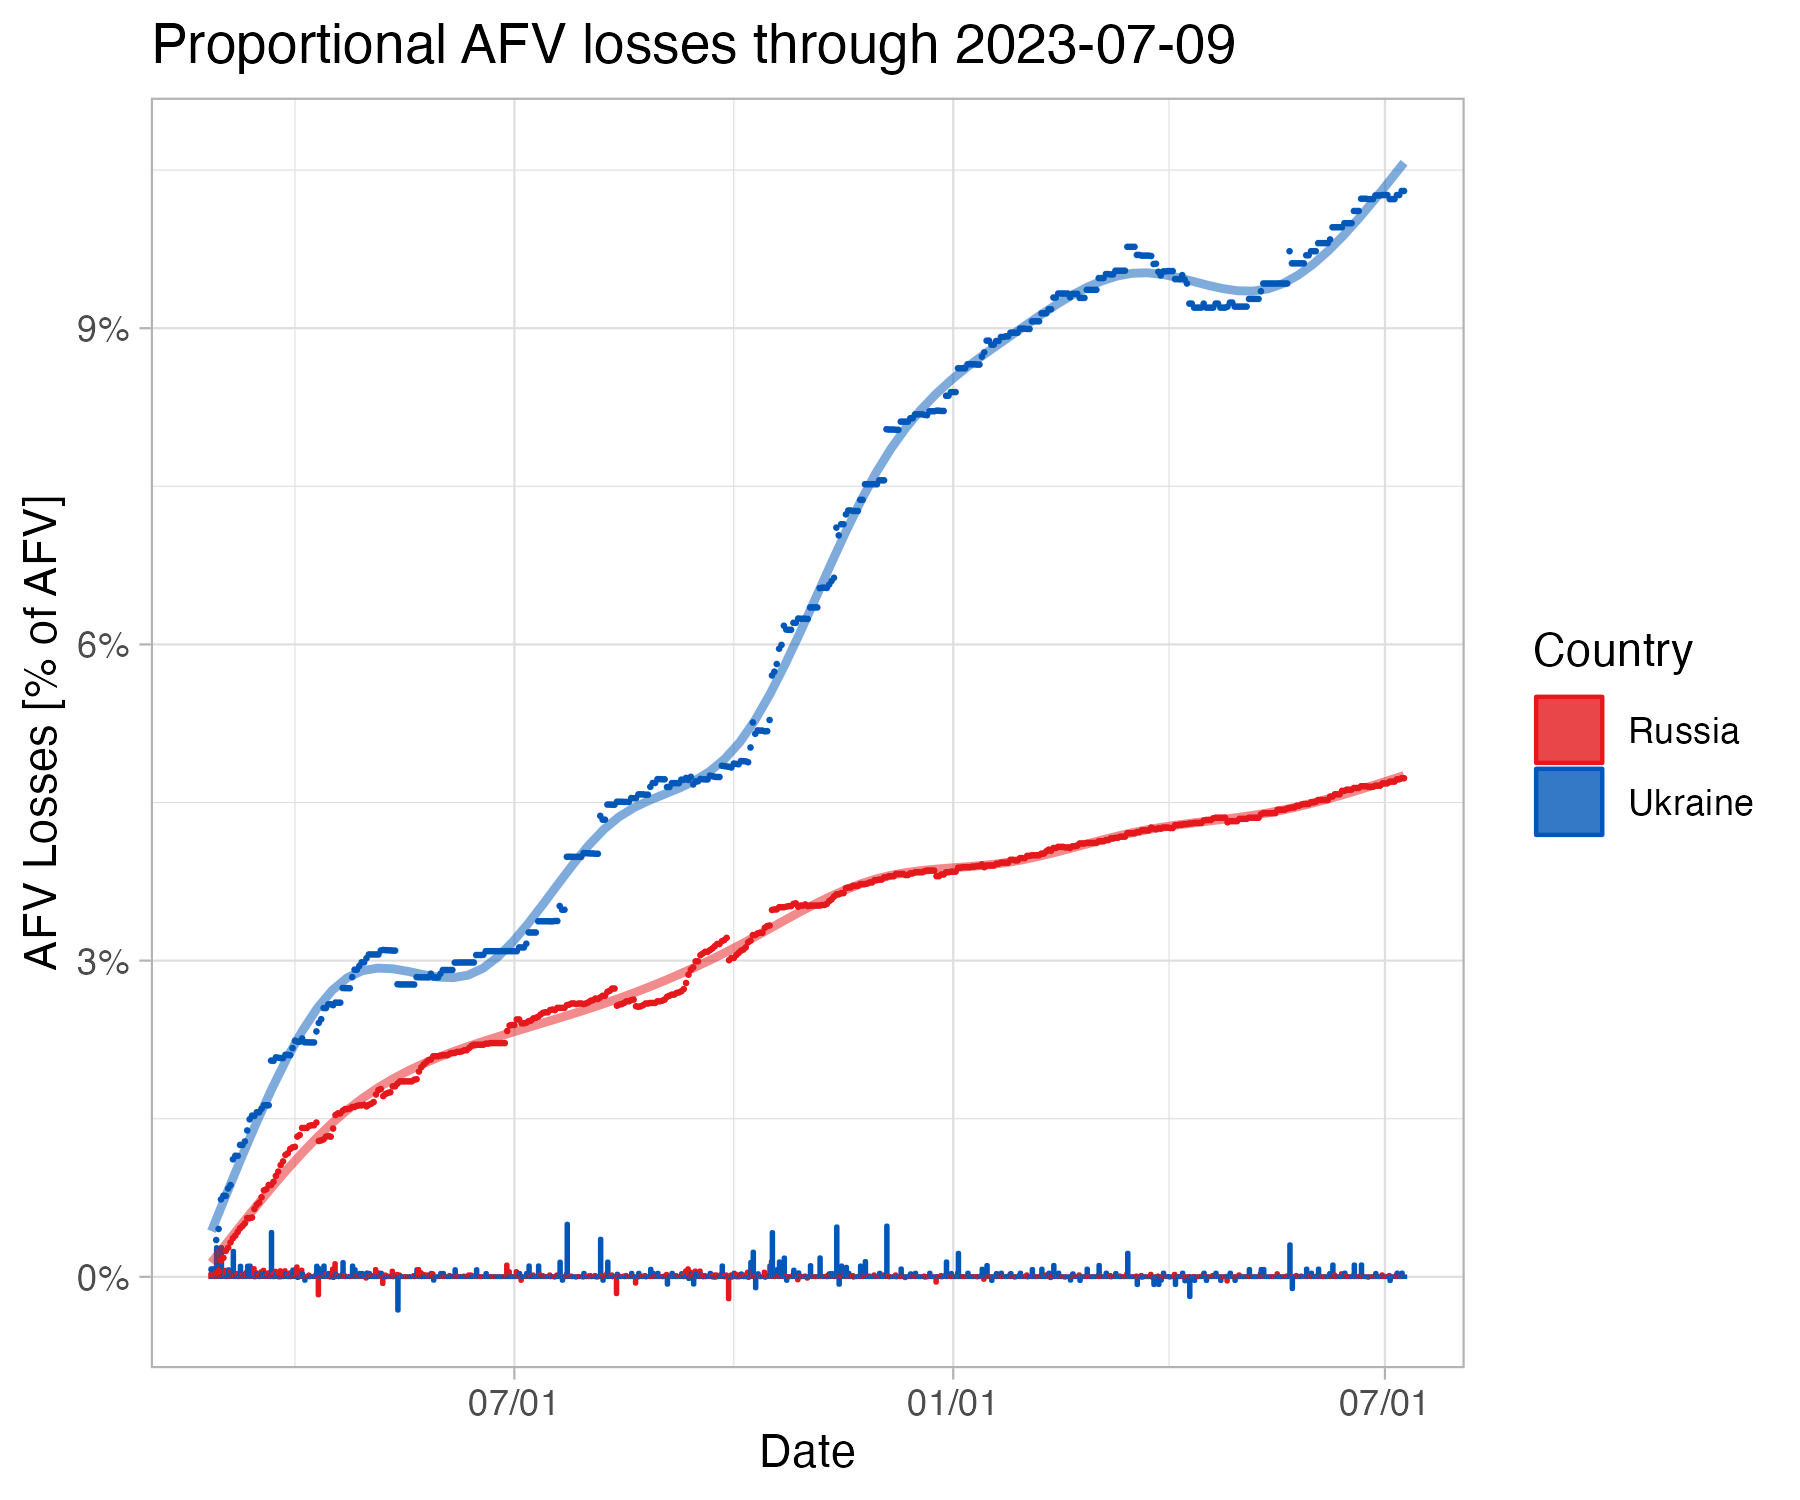 Proportional AFV losses through 2023-07-09
AFV Losses [% of AFV]
9%
6%
3%
0%
07/01
01/01
07/01
Date
Country
Russia
Ukraine